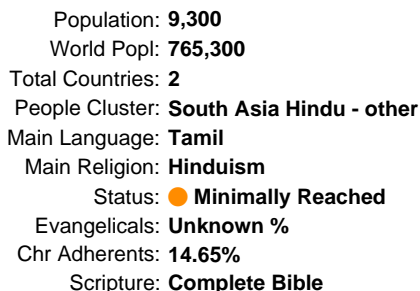 Population: 9,300
World Popl: 765,300
Total Countries: 2
People Cluster: South Asia Hindu - other
Main Language: Tamil
Main Religion: Hinduism
Status: Minimally Reached
Evangelicals: Unknown %
Chr Adherents: 14.65%
Scripture: Complete Bible